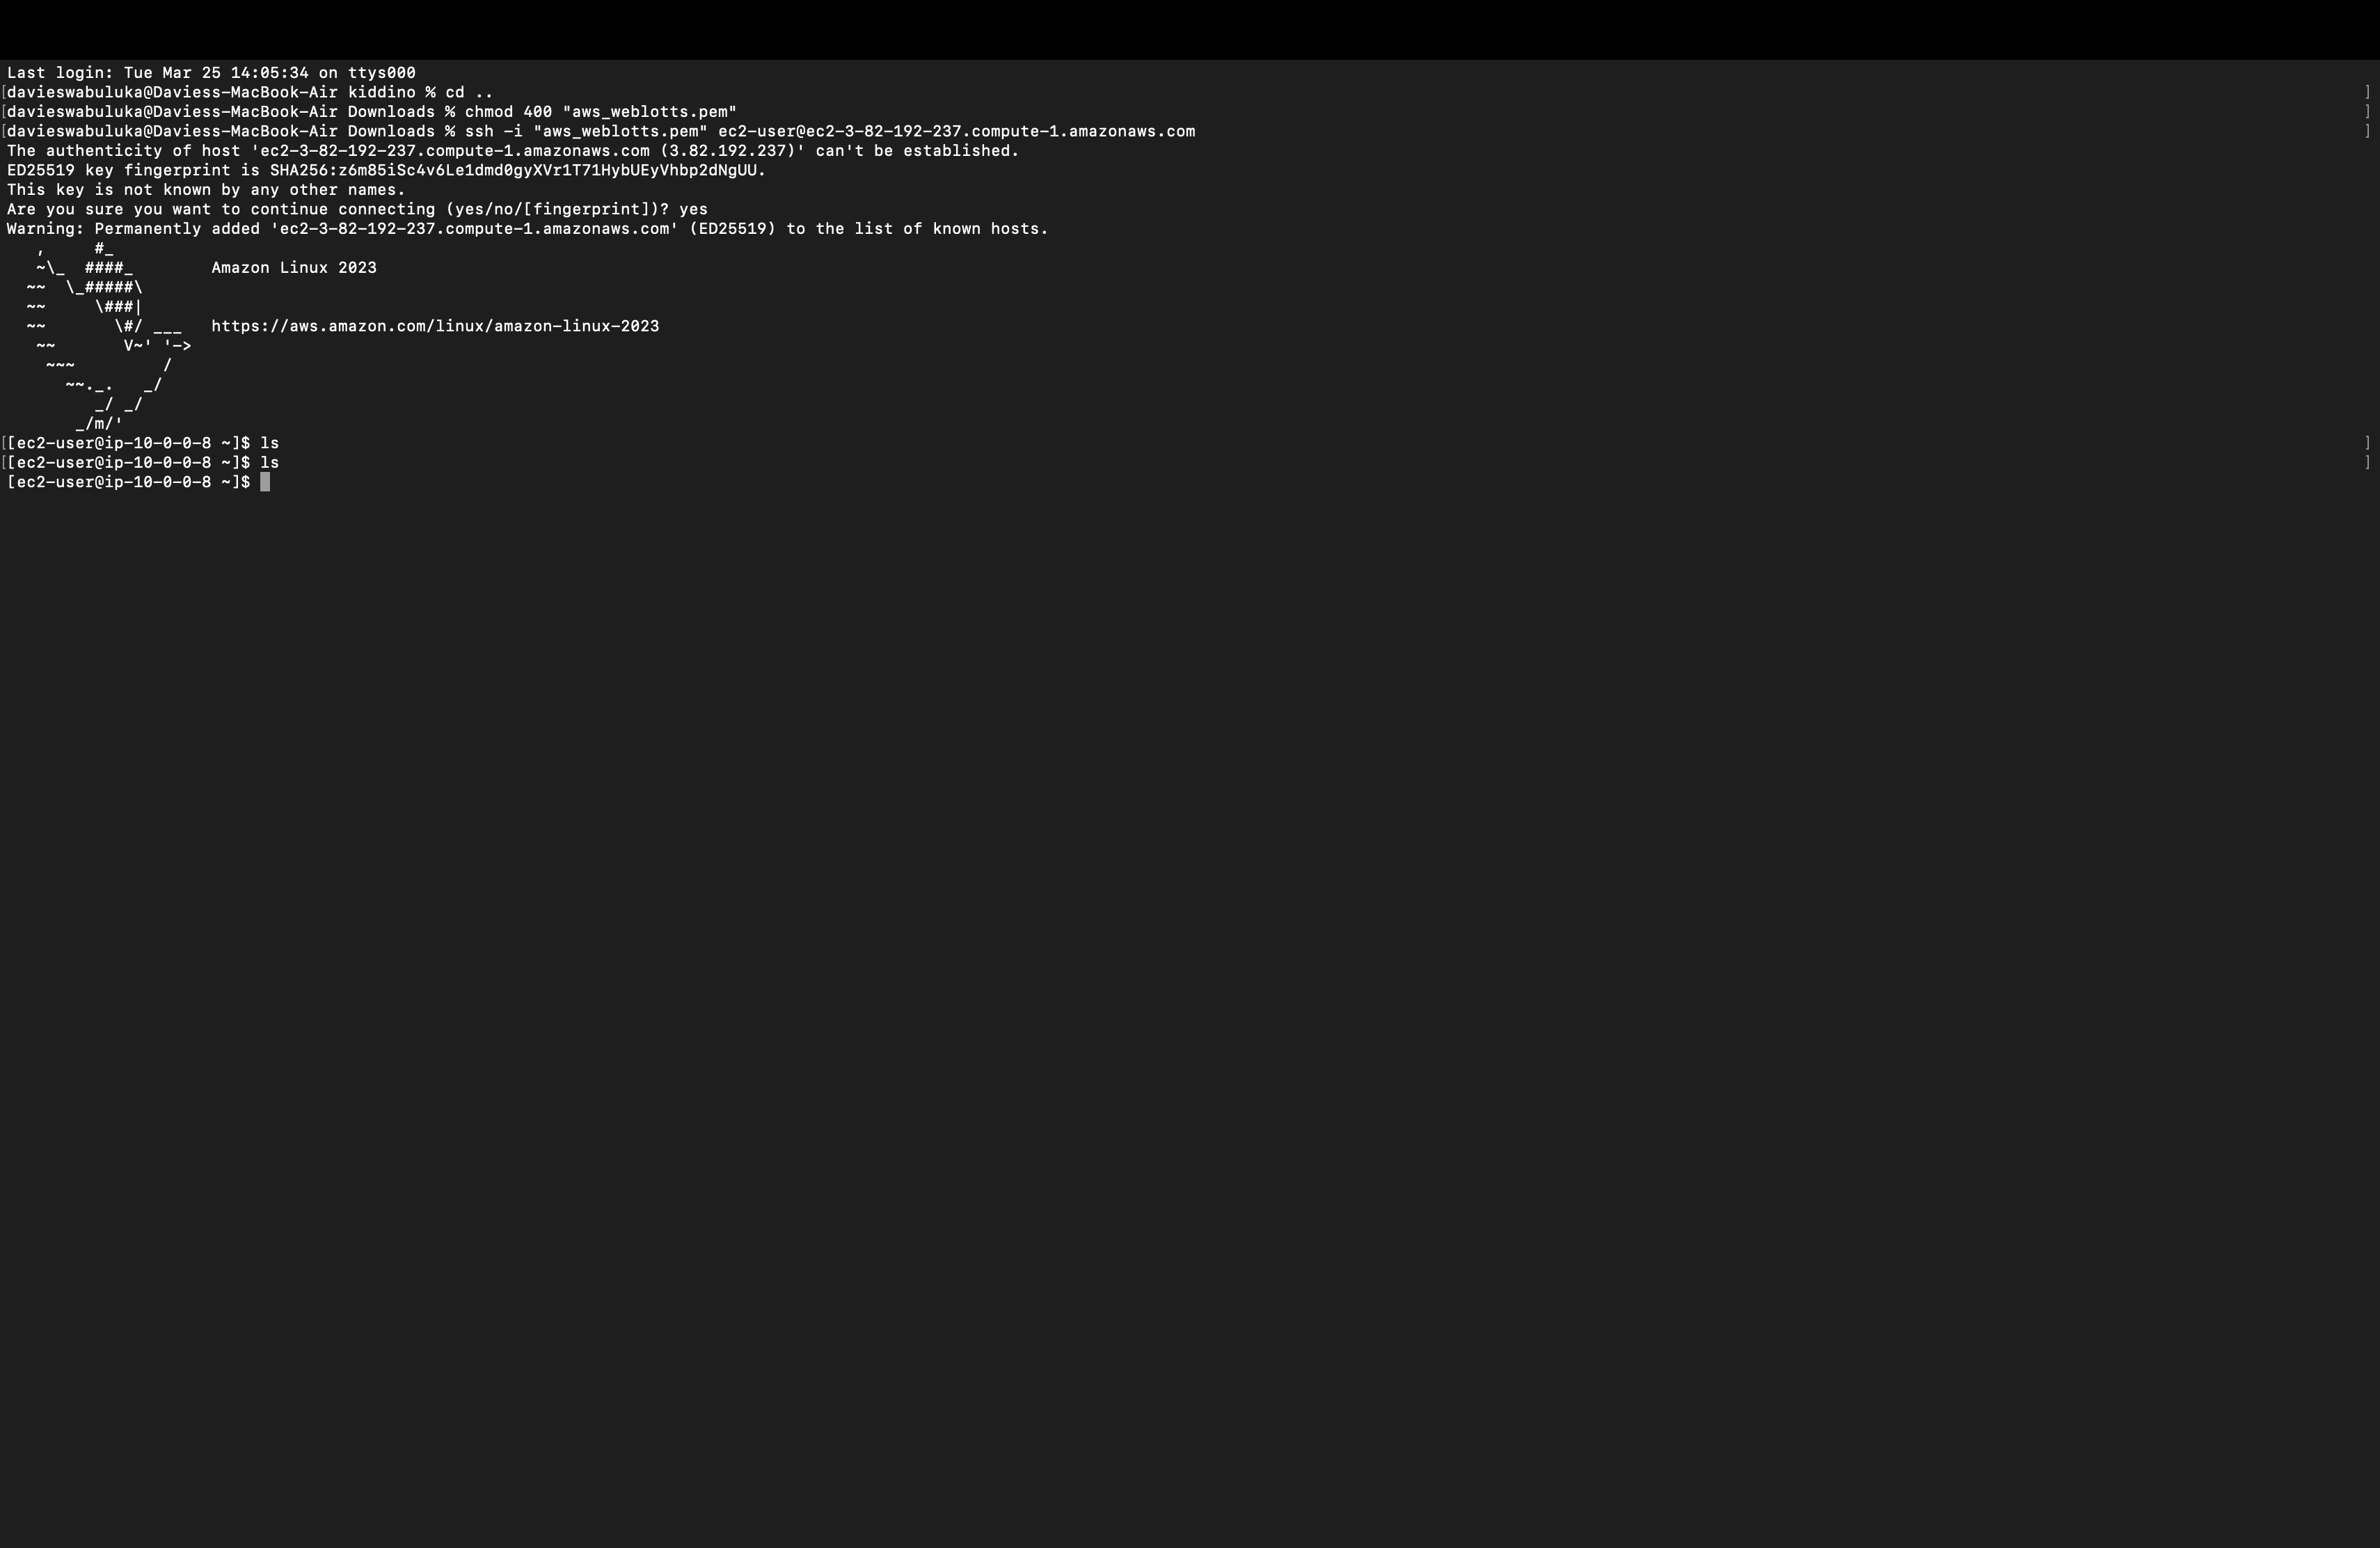 Last login: Tue Mar 25 14:05:34 on ttys000
[davieswabuluka@Daviess-MacBook-Air kiddino % cd ..                    ]
[davieswabuluka@Daviess-MacBook-Air Downloads % chmod 400 "aws_weblotts.pem"                    ]
[davieswabuluka@Daviess-MacBook-Air Downloads % ssh -i "aws_weblotts.pem" ec2-user@ec2-3-82-192-237.compute-1.amazonaws.com                    ]
The authenticity of host 'ec2-3-82-192-237.compute-1.amazonaws.com (3.82.192.237)' can't be established.
ED25519 key fingerprint is SHA256:z6m85iSc4v6Le1dmd0gyXVr1T71HybUEyVhbp2dNgUU.
This key is not known by any other names.
Are you sure you want to continue connecting (yes/no/[fingerprint])? yes
Warning: Permanently added 'ec2-3-82-192-237.compute-1.amazonaws.com' (ED25519) to the list of known hosts.
   ,     #_
   ~\_  ####_        Amazon Linux 2023
  ~~  \_#####\
  ~~     \###|
  ~~       \#/ ___   https://aws.amazon.com/linux/amazon-linux-2023
   ~~       V~' '->
    ~~~         /
      ~~._.   _/
         _/ _/
       _/m/'
[[ec2-user@ip-10-0-0-8 ~]$ ls                    ]
[[ec2-user@ip-10-0-0-8 ~]$ ls                    ]
[ec2-user@ip-10-0-0-8 ~]$